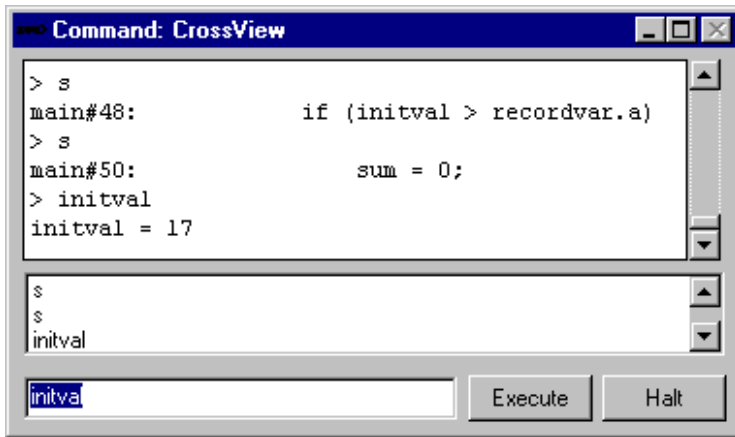 Command: CrossView
> s
main#48:          if (initval > recordvar.a)
> s
main#50:             sum = 0;
> initval
initval = 17
s
s
initval
initval Execute Halt